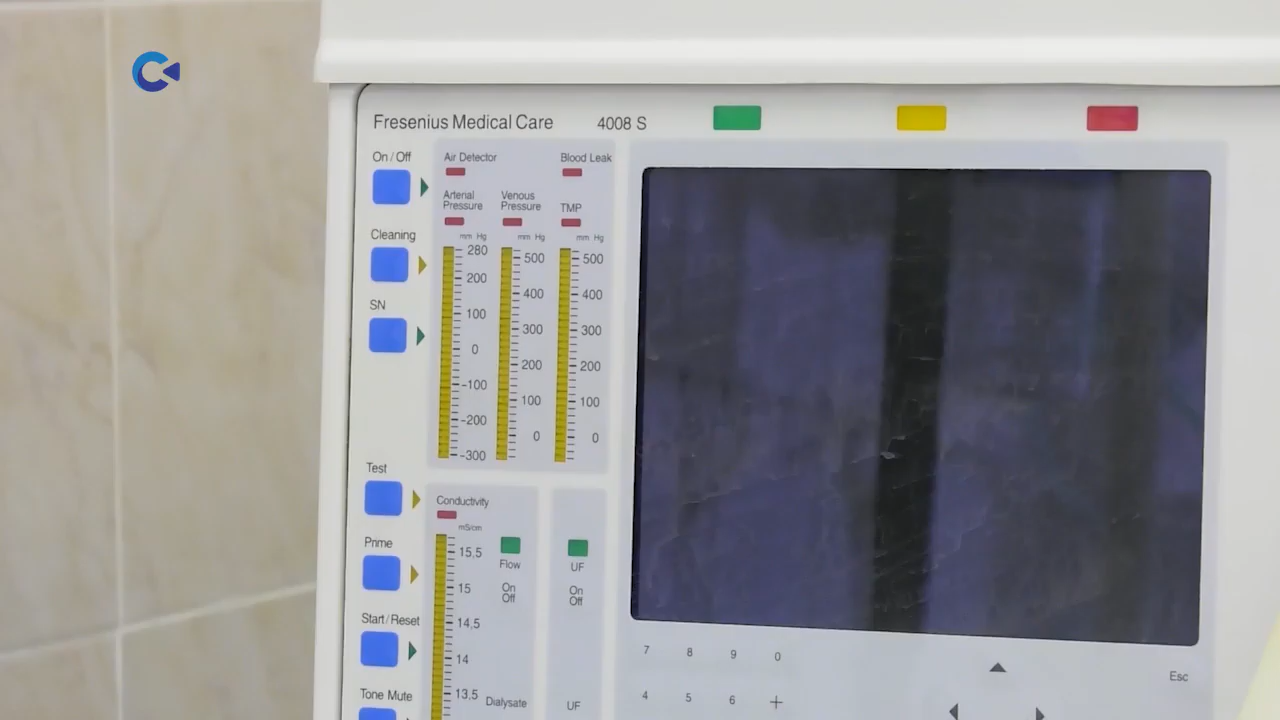 Fresenius Medical Care 4008 S
On / Off
Air Detector
Blood Leak
Arterial Pressure
Venous Pressure
TMP
mm Hg
mm Hg
mm Hg
Cleaning
SN
280
200
100
0
-100
-200
-300
500
400
300
200
100
0
500
400
300
200
100
0
Test
Prime
Start / Reset
Tone Mute
Conductivity
mS/cm
15,5
15
14,5
14
13,5
Flow
On
Off
Dialysate
UF
On
Off
UF
7 8 9 0
4 5 6 +
Esc